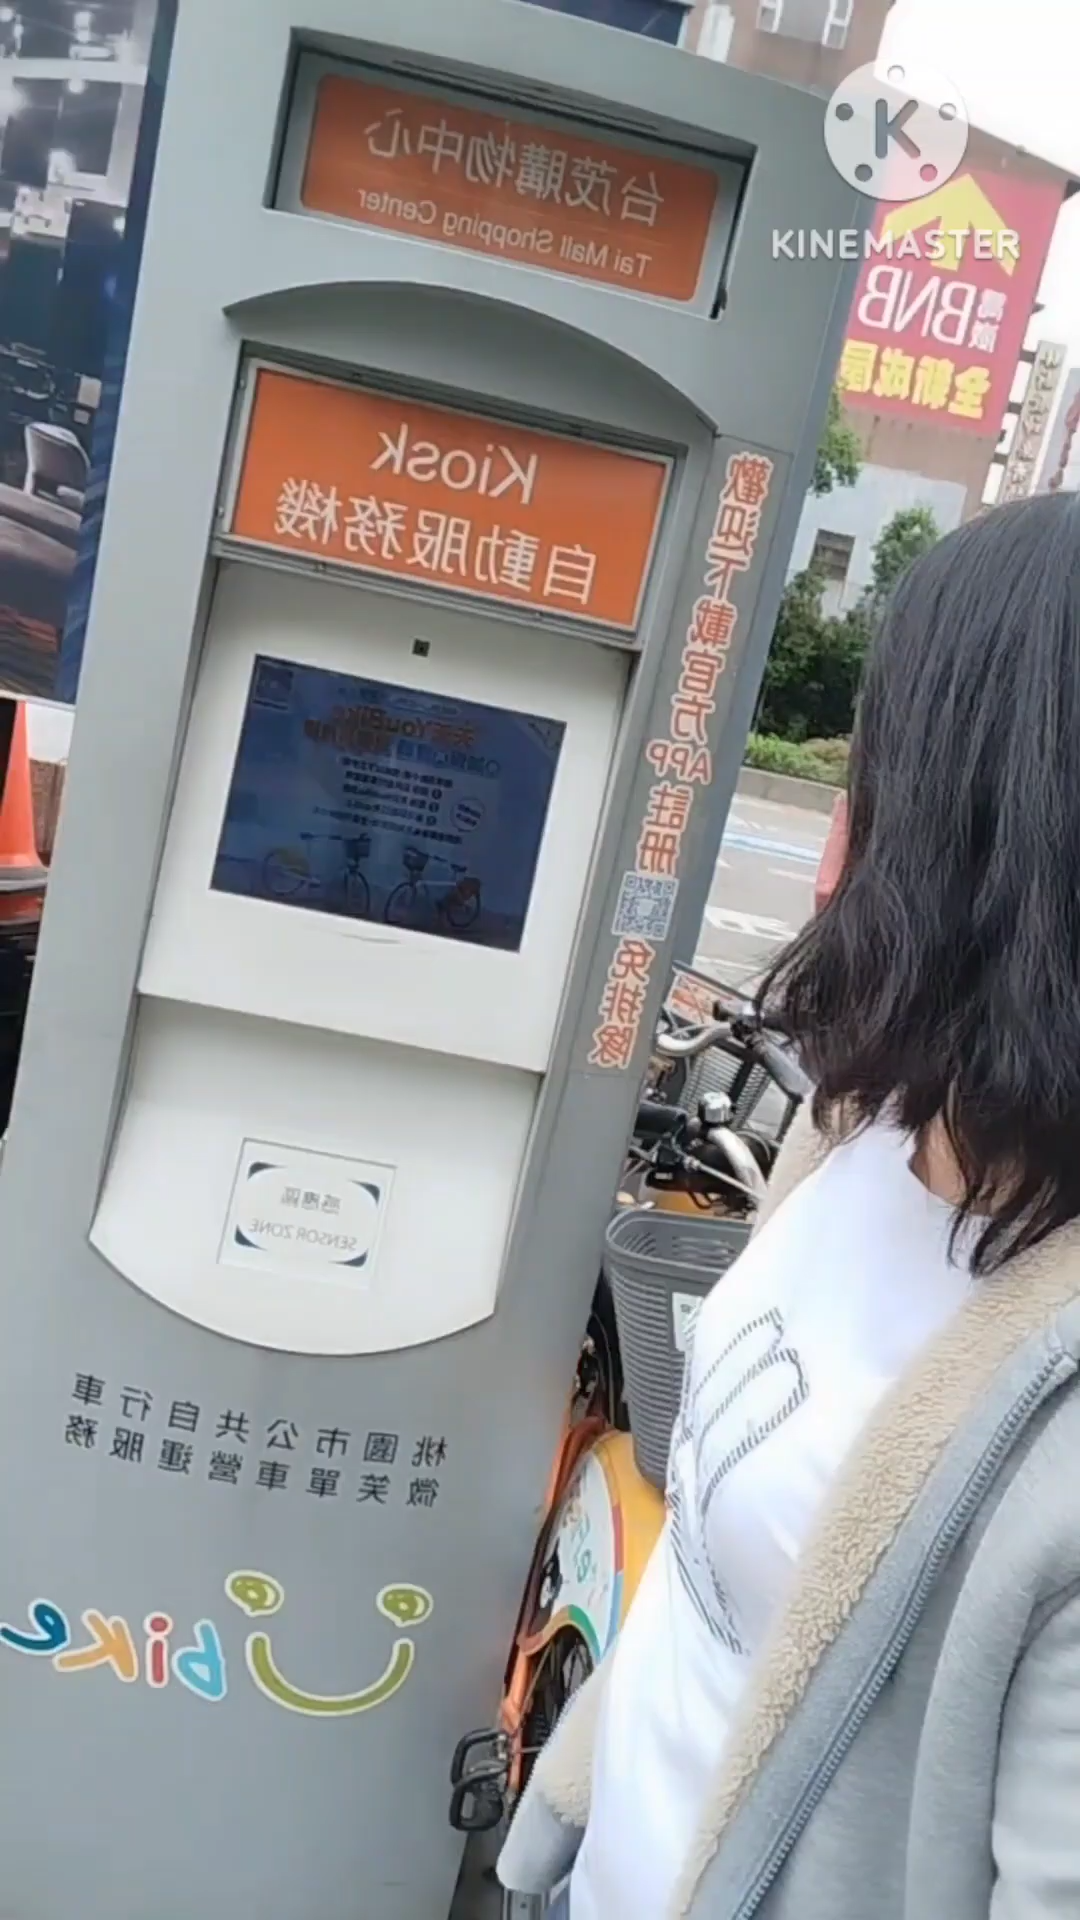 台茂購物中心
Tai Mall Shopping Center
KINEMASTER
BNB
全新成屋
Kiosk
自動服務機
歡迎下載官方APP註冊
免排隊
YouBike
感應區
SENSOR ZONE
桃園市公共自行車
微笑單車營運服務
Ubike